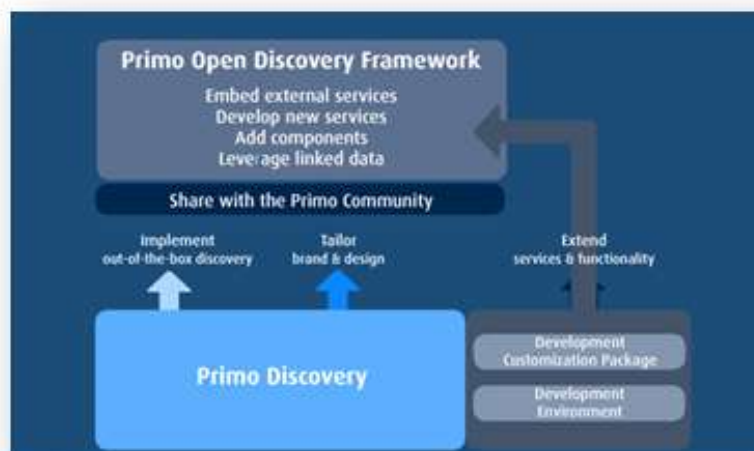 Primo Open Discovery Framework
Embed external services
Develop new services
Add components
Leverage linked data
Share with the Primo Community
Implement
out-of-the-box discovery
Tailor
brand & design
Extend
services & functionality
Primo Discovery
Development
Customization Package
Development
Environment